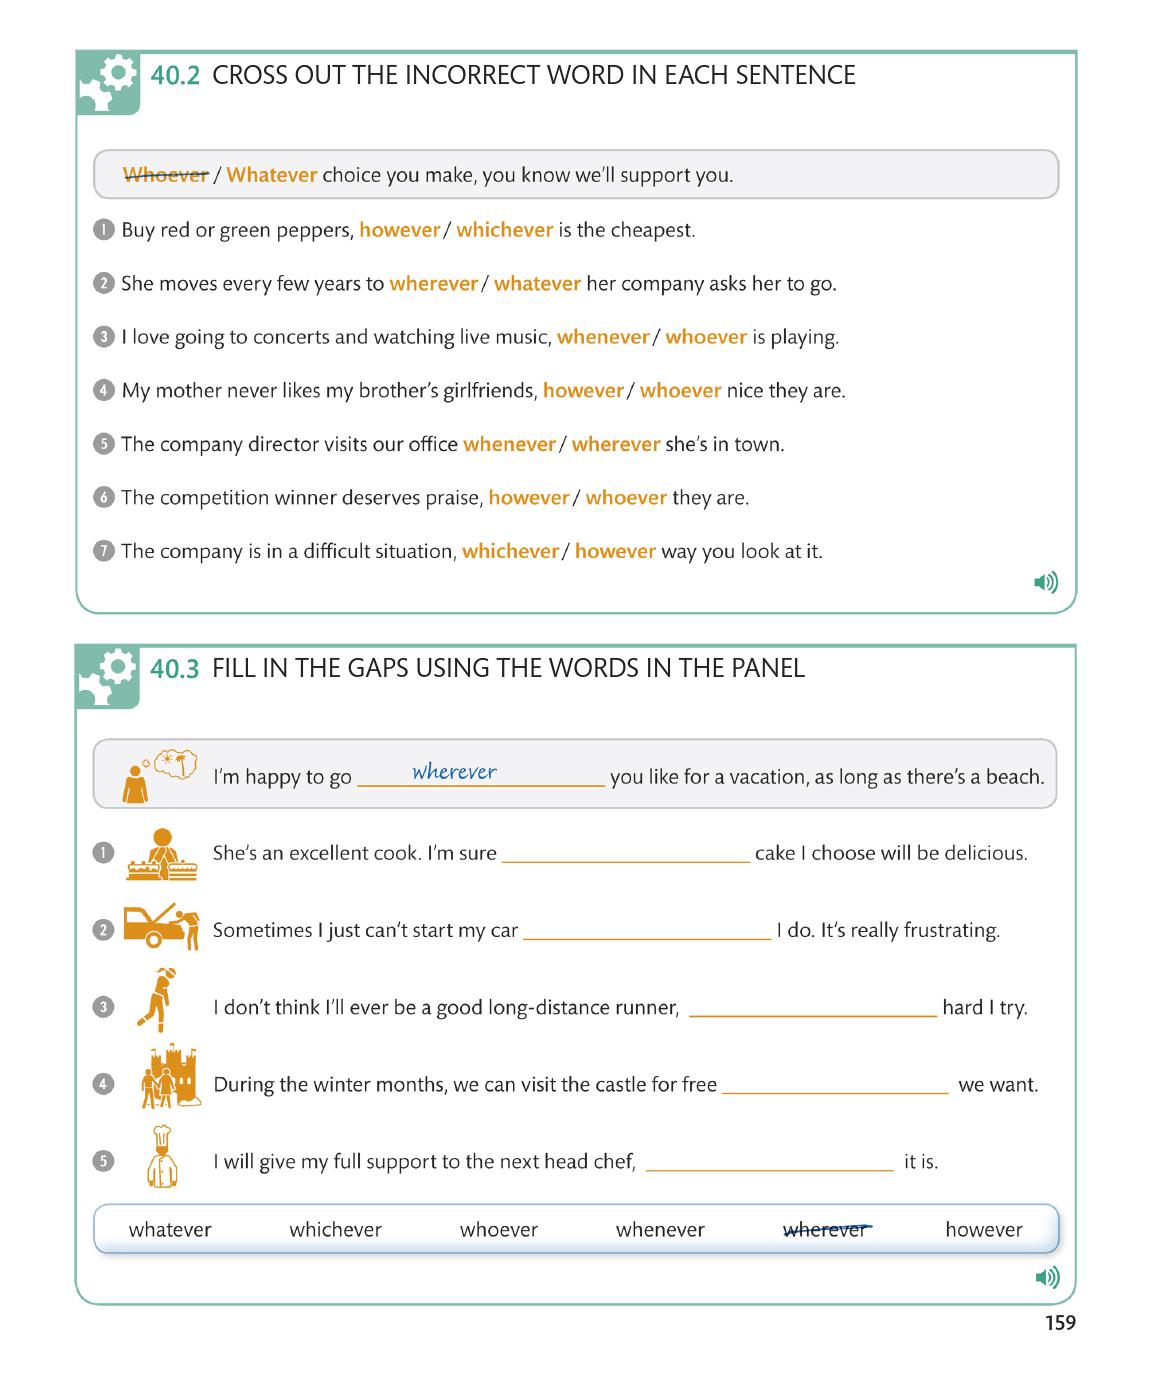 40.2 CROSS OUT THE INCORRECT WORD IN EACH SENTENCE
Whoever / Whatever choice you make, you know we'll support you.
1 Buy red or green peppers, however / whichever is the cheapest.
2 She moves every few years to wherever / whatever her company asks her to go.
3 I love going to concerts and watching live music, whenever / whoever is playing.
4 My mother never likes my brother's girlfriends, however / whoever nice they are.
5 The company director visits our office whenever / wherever she's in town.
6 The competition winner deserves praise, however / whoever they are.
7 The company is in a difficult situation, whichever / however way you look at it.
40.3 FILL IN THE GAPS USING THE WORDS IN THE PANEL
I'm happy to go wherever you like for a vacation, as long as there's a beach.
1 She's an excellent cook. I'm sure ____ cake I choose will be delicious.
2 Sometimes I just can't start my car ____ I do. It's really frustrating.
3 I don't think I'll ever be a good long-distance runner, ____ hard I try.
4 During the winter months, we can visit the castle for free ____ we want.
5 I will give my full support to the next head chef, ____ it is.
whatever whichever whoever whenever wherever however
159